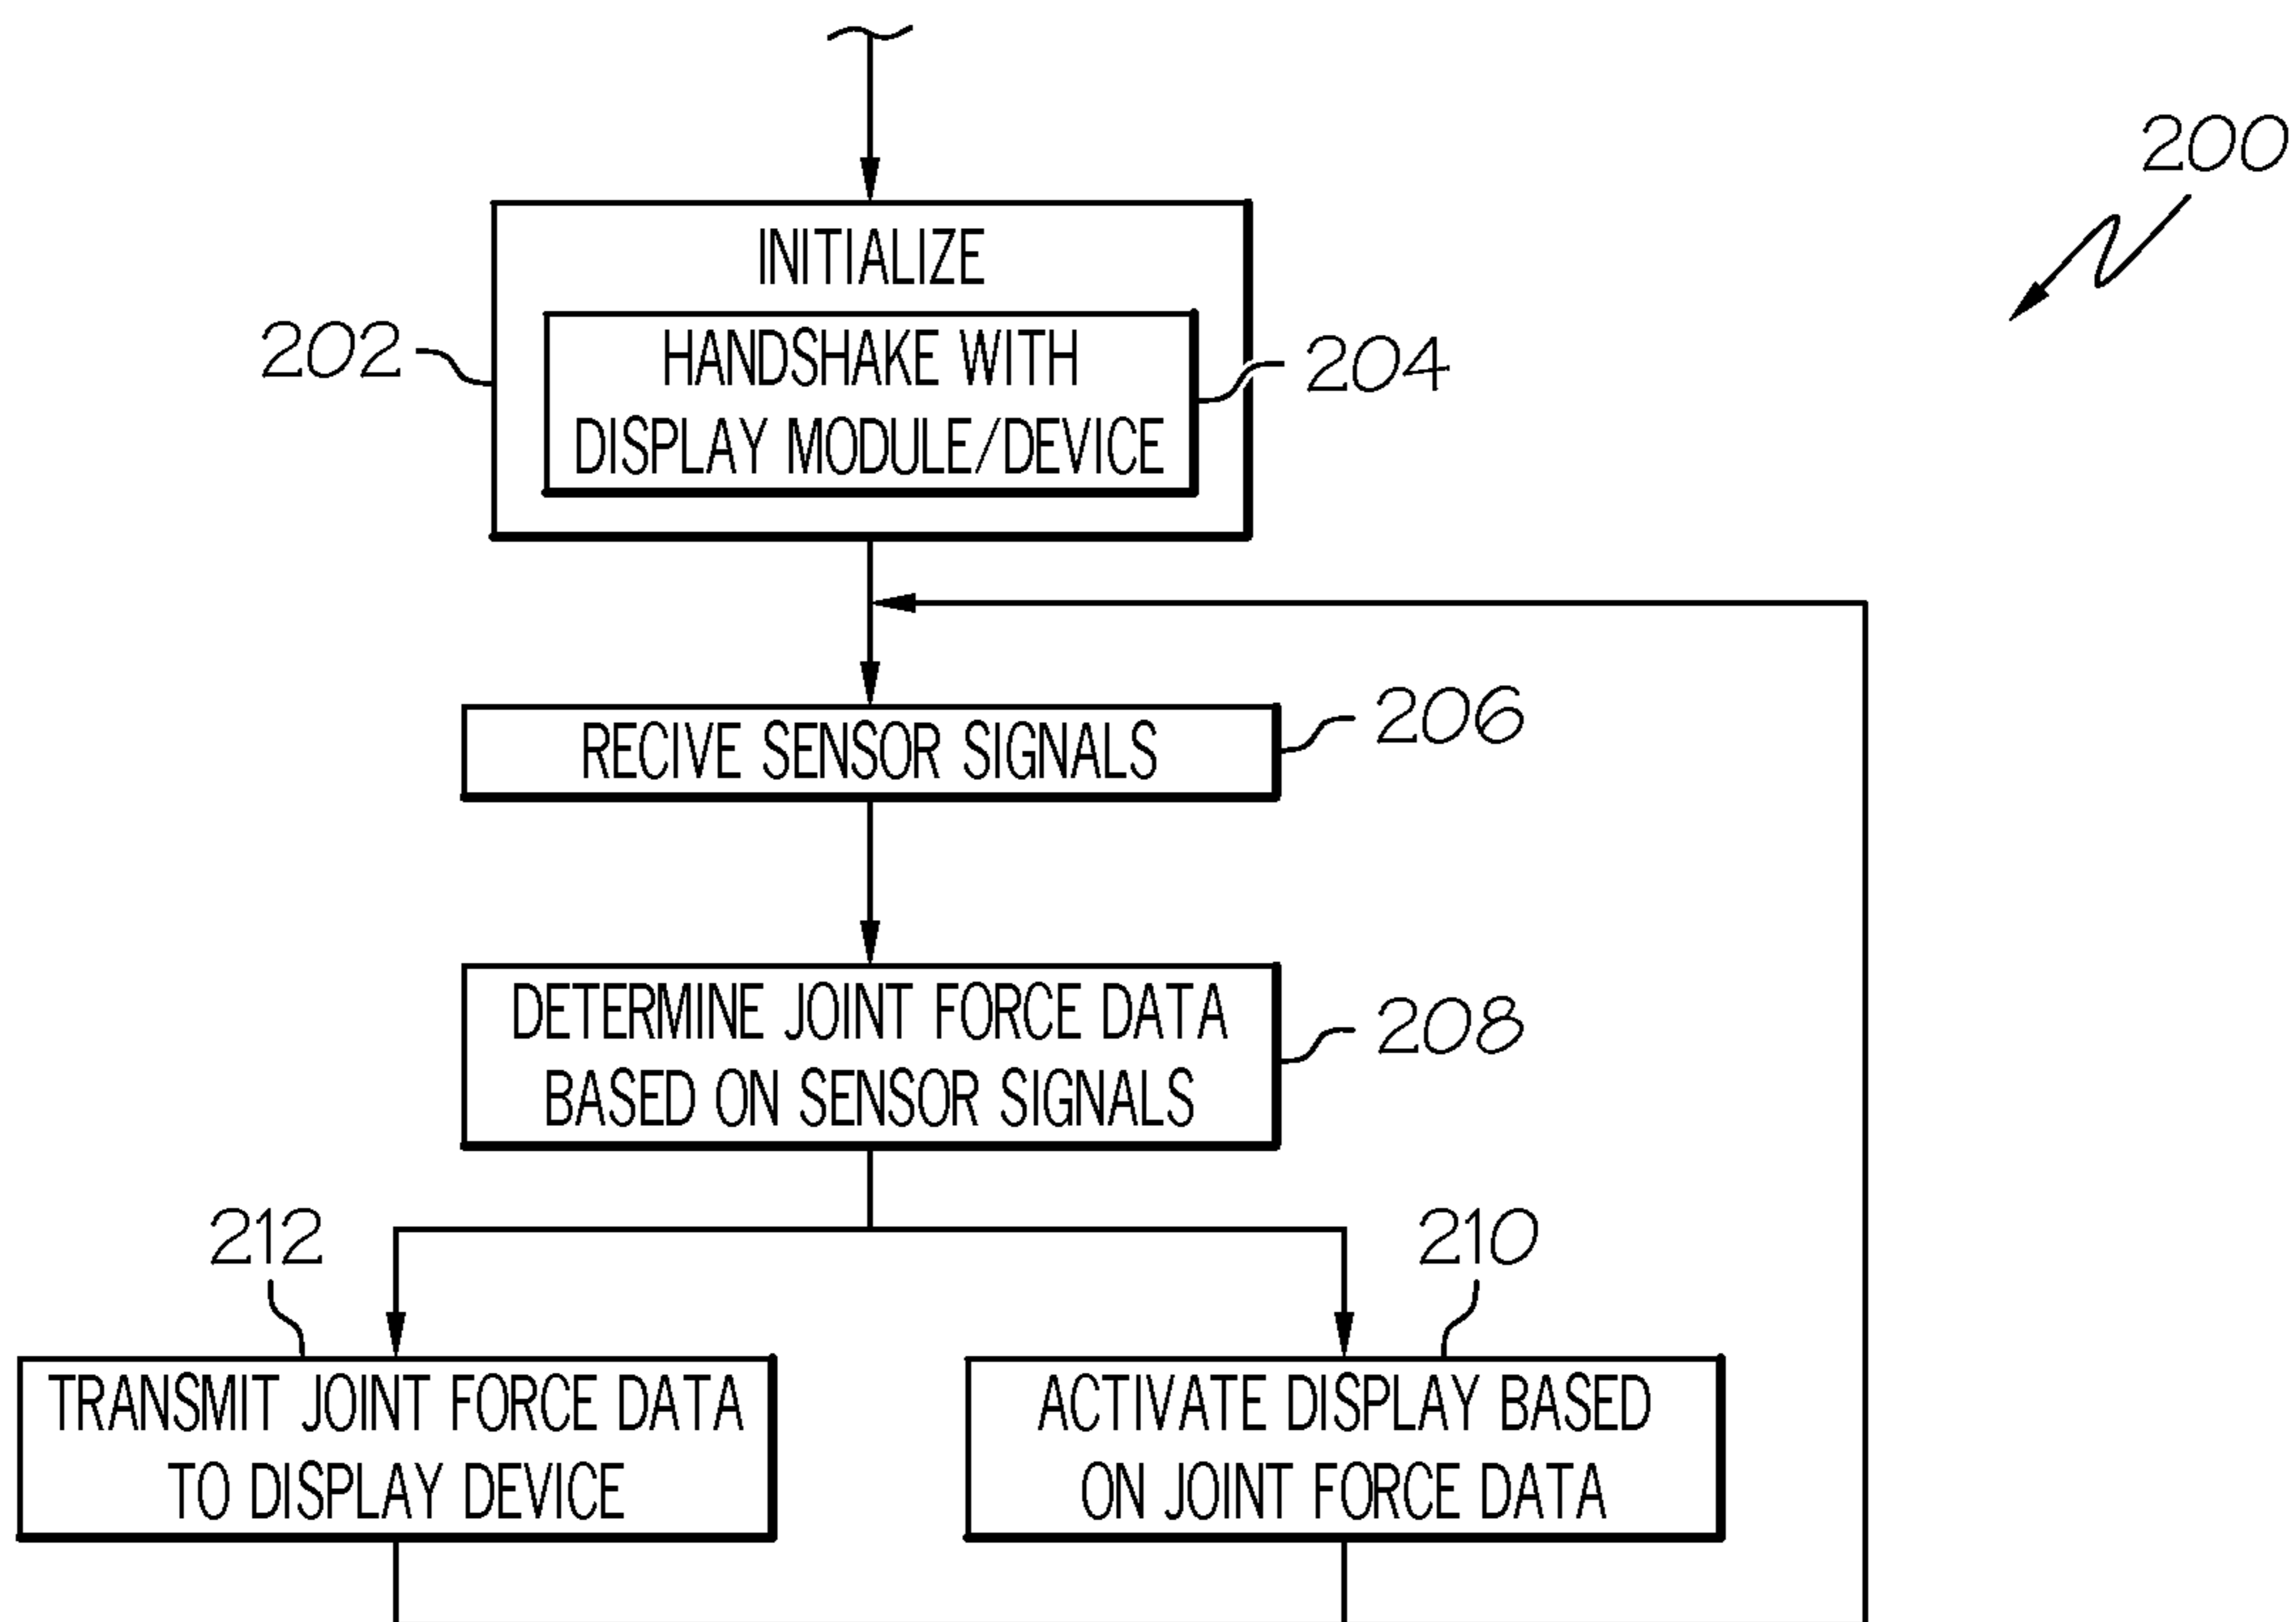 200
INITIALIZE
202
HANDSHAKE WITH
DISPLAY MODULE/DEVICE
204
RECIVE SENSOR SIGNALS
206
DETERMINE JOINT FORCE DATA
BASED ON SENSOR SIGNALS
208
212
210
TRANSMIT JOINT FORCE DATA
TO DISPLAY DEVICE
ACTIVATE DISPLAY BASED
ON JOINT FORCE DATA